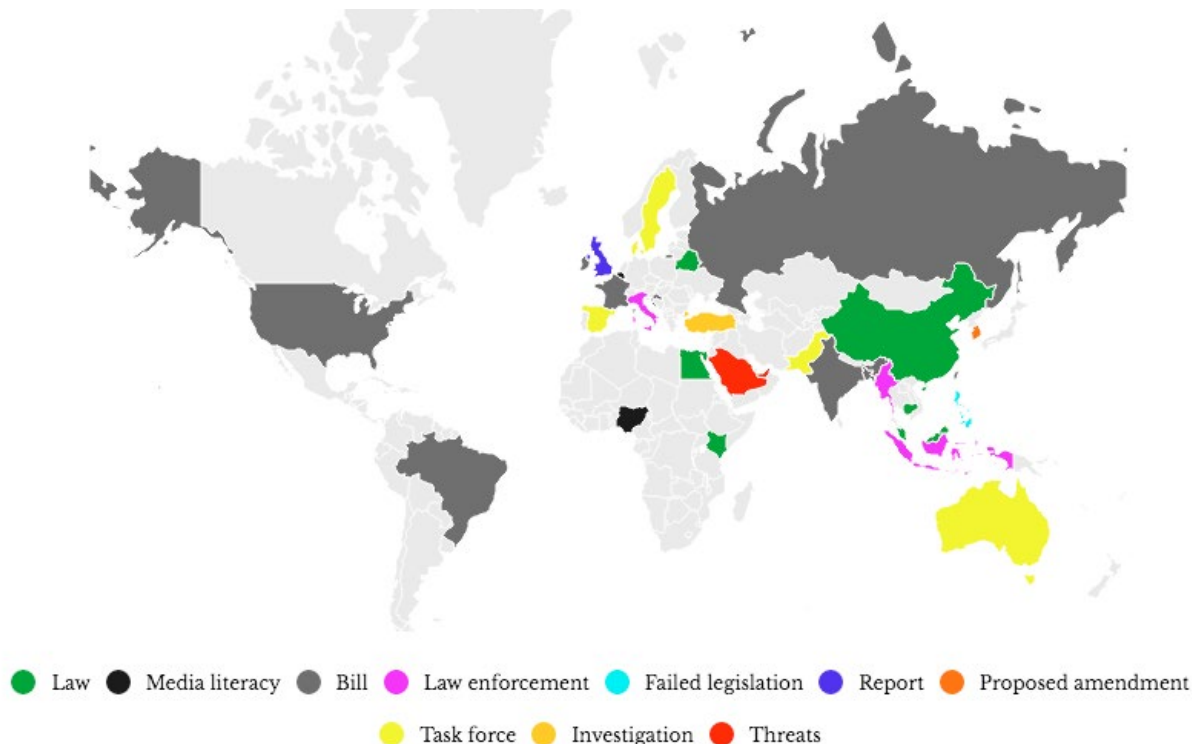 Law Media literacy Bill Law enforcement Failed legislation Report Proposed amendment
Task force Investigation Threats